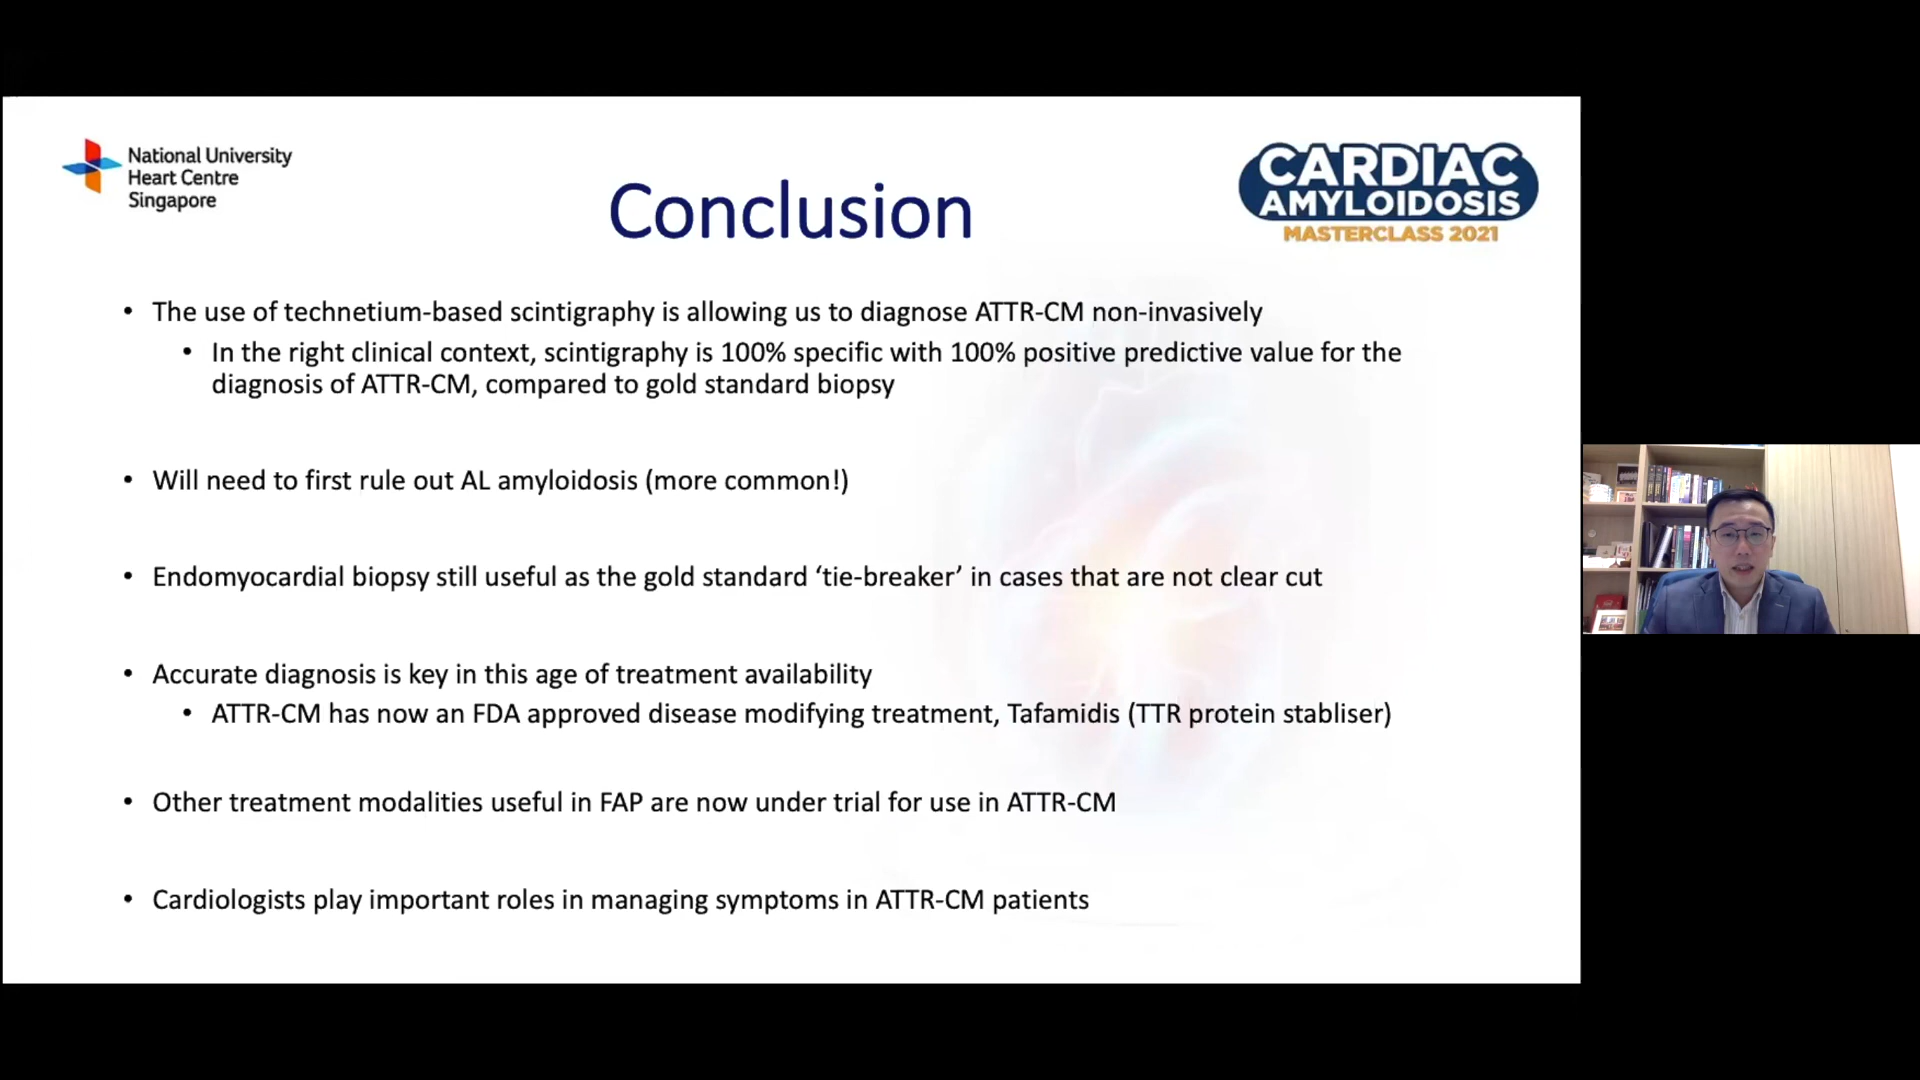 National University
Heart Centre
Singapore
CARDIAC
AMYLOIDOSIS
MASTERCLASS 2021
Conclusion
• The use of technetium-based scintigraphy is allowing us to diagnose ATTR-CM non-invasively
• In the right clinical context, scintigraphy is 100% specific with 100% positive predictive value for the
diagnosis of ATTR-CM, compared to gold standard biopsy
• Will need to first rule out AL amyloidosis (more common!)
• Endomyocardial biopsy still useful as the gold standard ‘tie-breaker’ in cases that are not clear cut
• Accurate diagnosis is key in this age of treatment availability
• ATTR-CM has now an FDA approved disease modifying treatment, Tafamidis (TTR protein stabliser)
• Other treatment modalities useful in FAP are now under trial for use in ATTR-CM
• Cardiologists play important roles in managing symptoms in ATTR-CM patients